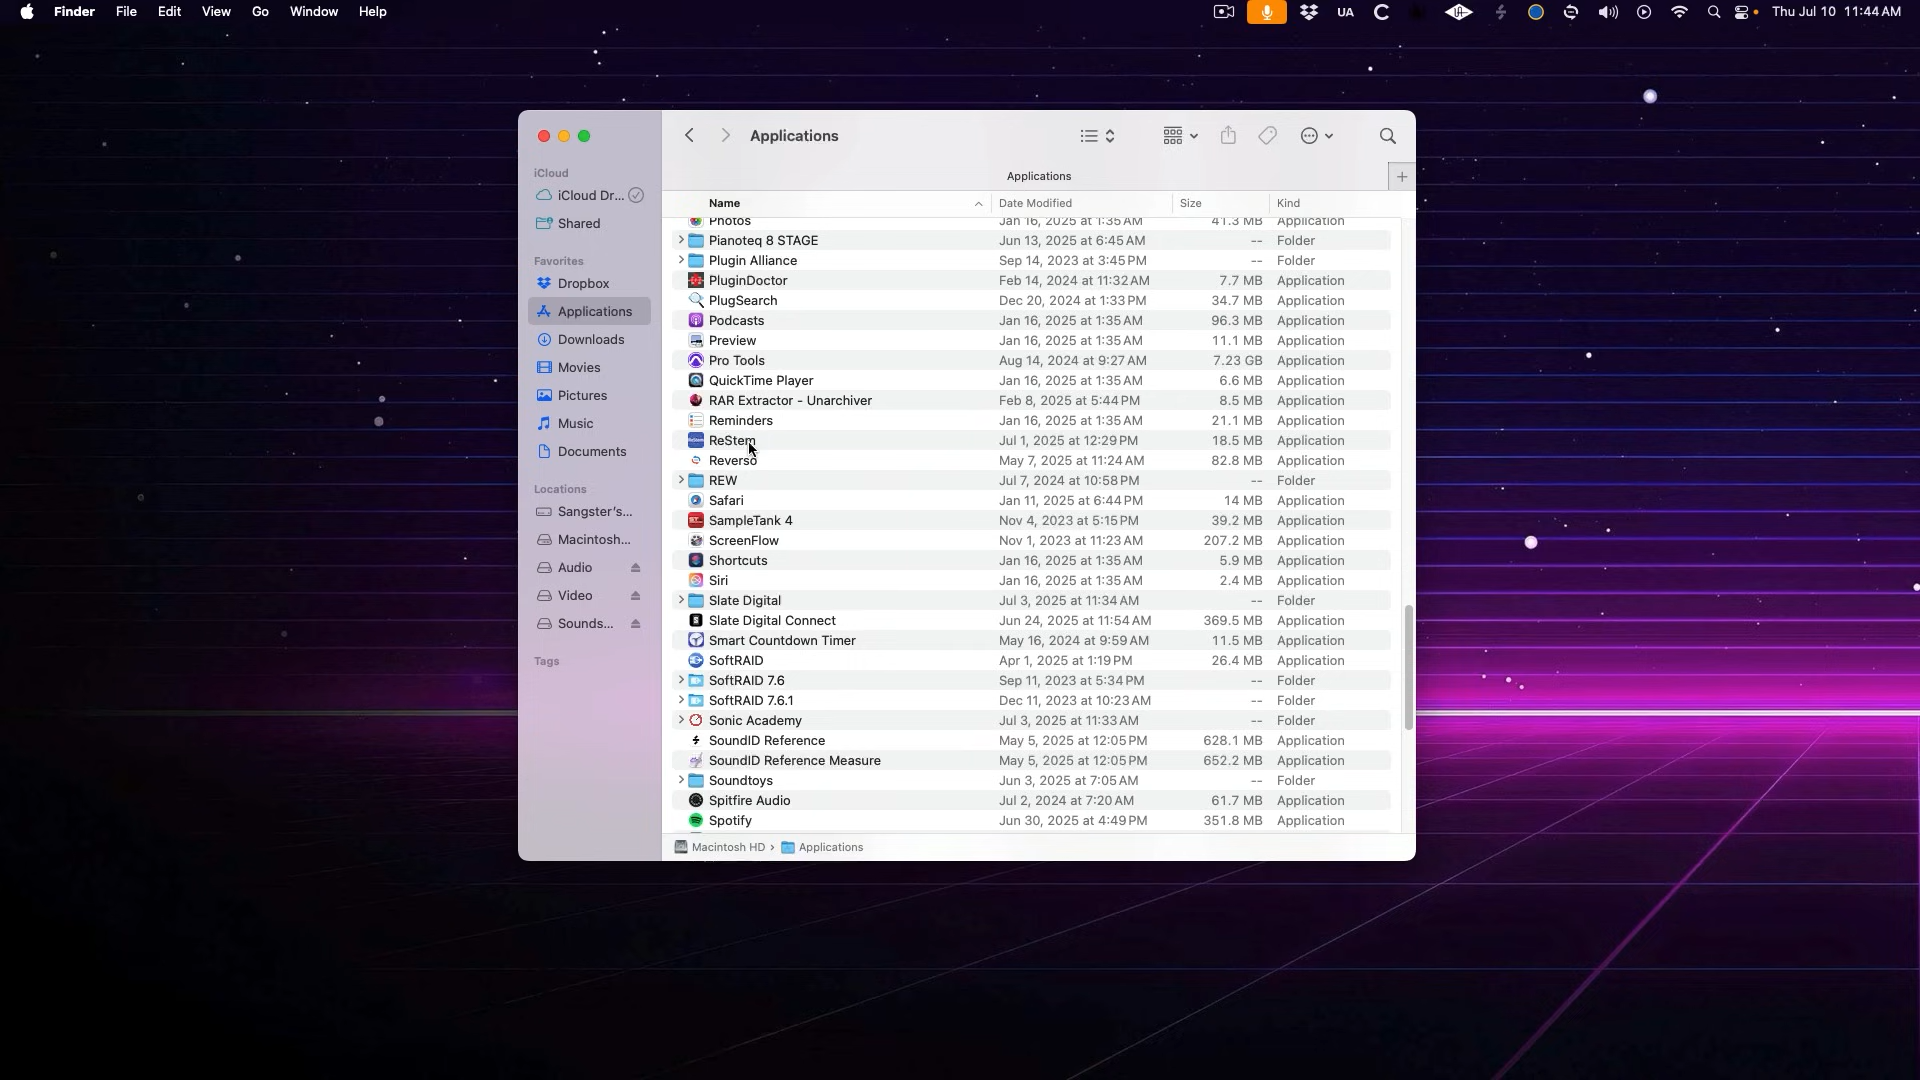 Finder File Edit View Go Window Help UA Thu Jul 10 11:44 AM
Applications
Applications
iCloud
iCloud Dr...
Shared
Favorites
Dropbox
Applications
Downloads
Movies
Pictures
Music
Documents
Locations
Sangster's...
Macintosh...
Audio
Video
Sounds...
Tags
Name Date Modified Size Kind
Photos Jan 16, 2025 at 1:35 AM 41.3 MB Application
Pianoteq 8 STAGE Jun 13, 2025 at 6:45 AM -- Folder
Plugin Alliance Sep 14, 2023 at 3:45 PM -- Folder
PluginDoctor Feb 14, 2024 at 11:32 AM 7.7 MB Application
PlugSearch Dec 20, 2024 at 1:33 PM 34.7 MB Application
Podcasts Jan 16, 2025 at 1:35 AM 96.3 MB Application
Preview Jan 16, 2025 at 1:35 AM 11.1 MB Application
Pro Tools Aug 14, 2024 at 9:27 AM 7.23 GB Application
QuickTime Player Jan 16, 2025 at 1:35 AM 6.6 MB Application
RAR Extractor - Unarchiver Feb 8, 2025 at 5:44 PM 8.5 MB Application
Reminders Jan 16, 2025 at 1:35 AM 21.1 MB Application
ReStem Jul 1, 2025 at 12:29 PM 18.5 MB Application
Reverso May 7, 2025 at 11:24 AM 82.8 MB Application
REW Jul 7, 2024 at 10:58 PM -- Folder
Safari Jan 11, 2025 at 6:44 PM 14 MB Application
SampleTank 4 Nov 4, 2023 at 5:15 PM 39.2 MB Application
ScreenFlow Nov 1, 2023 at 11:23 AM 207.2 MB Application
Shortcuts Jan 16, 2025 at 1:35 AM 5.9 MB Application
Siri Jan 16, 2025 at 1:35 AM 2.4 MB Application
Slate Digital Jul 3, 2025 at 11:34 AM -- Folder
Slate Digital Connect Jun 24, 2025 at 11:54 AM 369.5 MB Application
Smart Countdown Timer May 16, 2024 at 9:59 AM 11.5 MB Application
SoftRAID Apr 1, 2025 at 1:19 PM 26.4 MB Application
SoftRAID 7.6 Sep 11, 2023 at 5:34 PM -- Folder
SoftRAID 7.6.1 Dec 11, 2023 at 10:23 AM -- Folder
Sonic Academy Jul 3, 2025 at 11:33 AM -- Folder
SoundID Reference May 5, 2025 at 12:05 PM 628.1 MB Application
SoundID Reference Measure May 5, 2025 at 12:05 PM 652.2 MB Application
Soundtoys Jun 3, 2025 at 7:05 AM -- Folder
Spitfire Audio Jul 2, 2024 at 7:20 AM 61.7 MB Application
Spotify Jun 30, 2025 at 4:49 PM 351.8 MB Application
Macintosh HD › Applications